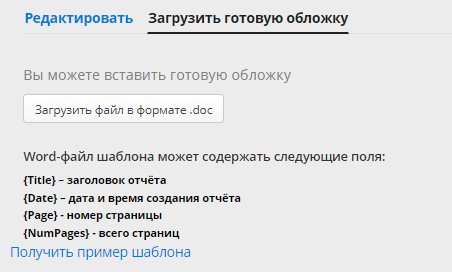 Редактировать Загрузить готовую обложку
Вы можете вставить готовую обложку
Загрузить файл в формате .doc
Word-файл шаблона может содержать следующие поля:
{Title} – заголовок отчёта
{Date} – дата и время создания отчёта
{Page} - номер страницы
{NumPages} - всего страниц
Получить пример шаблона